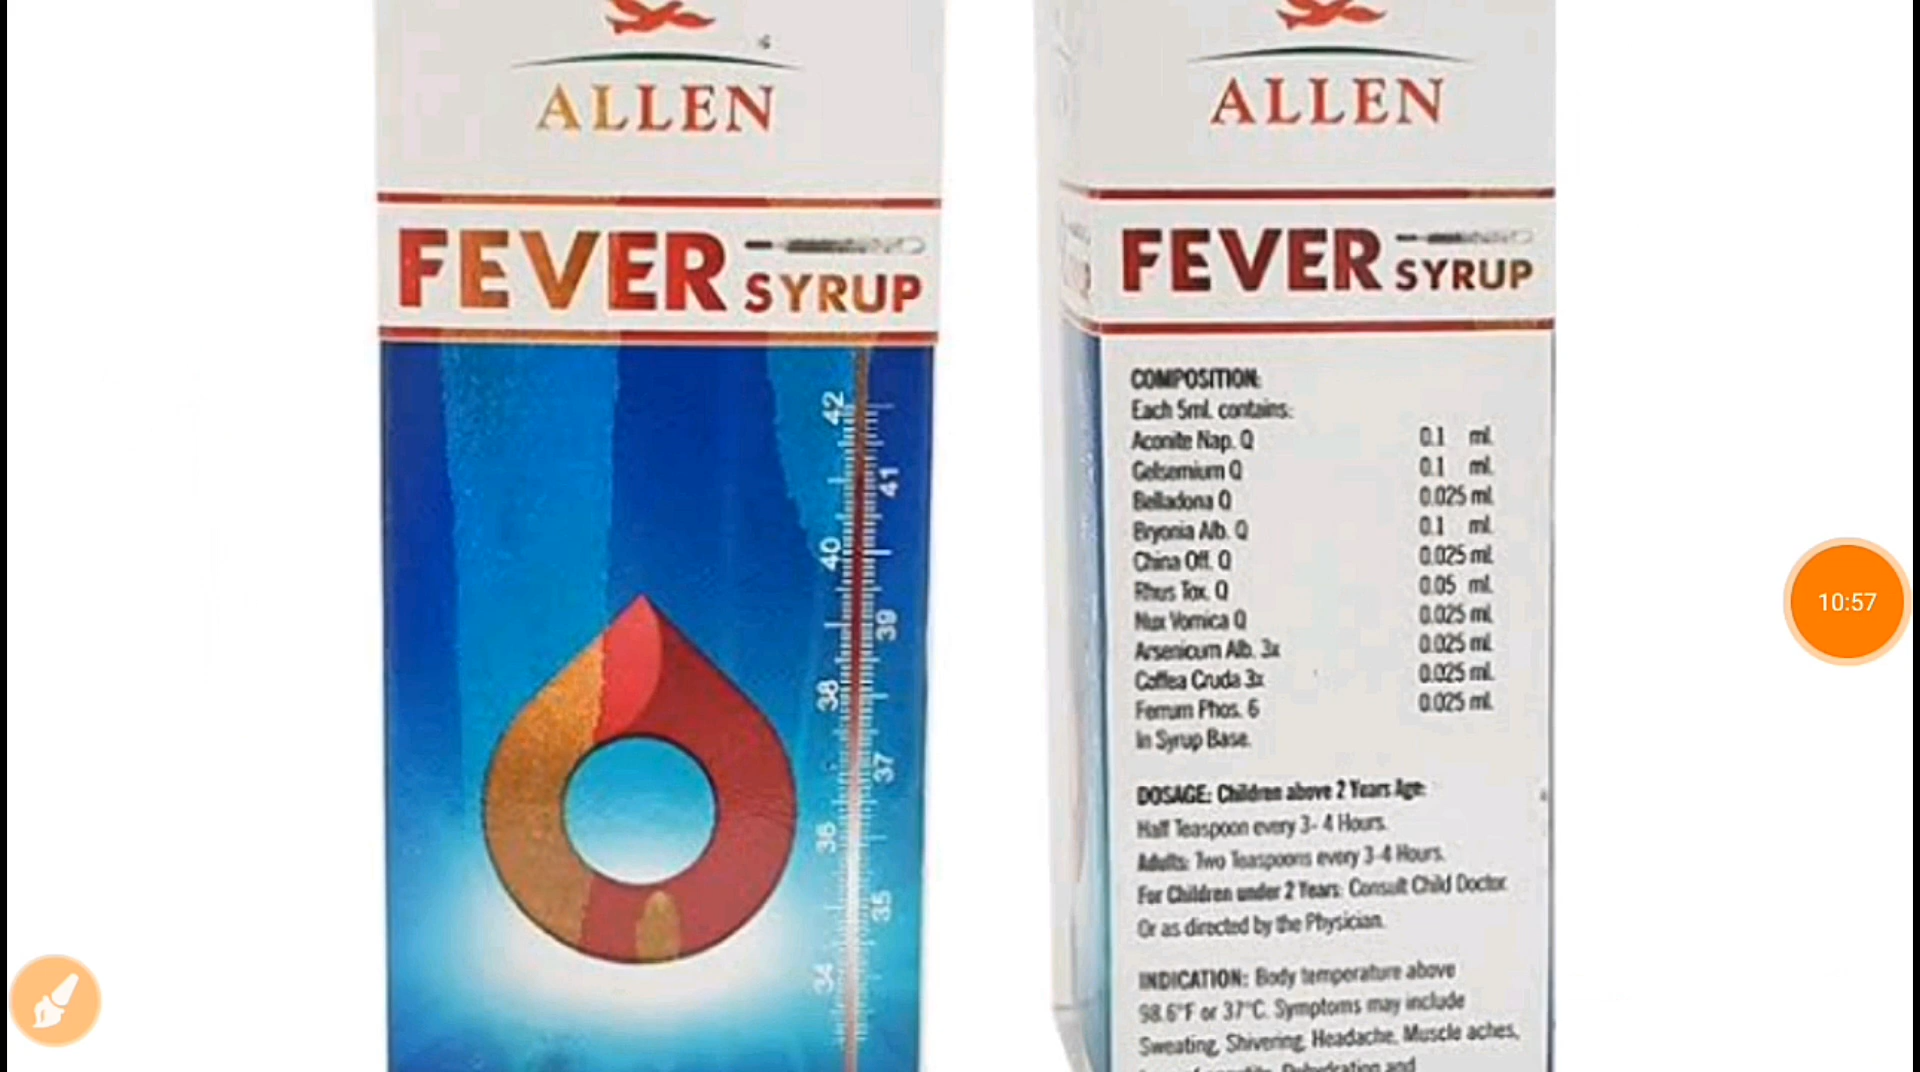 ALLEN
FEVER SYRUP
42
41
40
39
38
37
36
35
34
ALLEN
FEVER SYRUP
COMPOSITION:
Each 5ml. contains:
Aconite Nap. Q 0.1 ml.
Gelsemium Q 0.1 ml.
Belladona Q 0.025 ml.
Bryonia Alb. Q 0.1 ml.
China Off. Q 0.025 ml.
Rhus Tox. Q 0.05 ml.
Nux Vomica Q 0.025 ml.
Arsenicum Alb. 3x 0.025 ml.
Coffea Cruda 3x 0.025 ml.
Ferrum Phos. 6 0.025 ml.
In Syrup Base.
DOSAGE: Children above 2 Years Age:
Half Teaspoon every 3-4 Hours.
Adults: Two Teaspoons every 3-4 Hours.
For Children under 2 Years: Consult Child Doctor.
Or as directed by the Physician.
INDICATION: Body temperature above
98.6°F or 37°C. Symptoms may include
Sweating, Shivering, Headache, Muscle aches,
Dehydration and
10:57